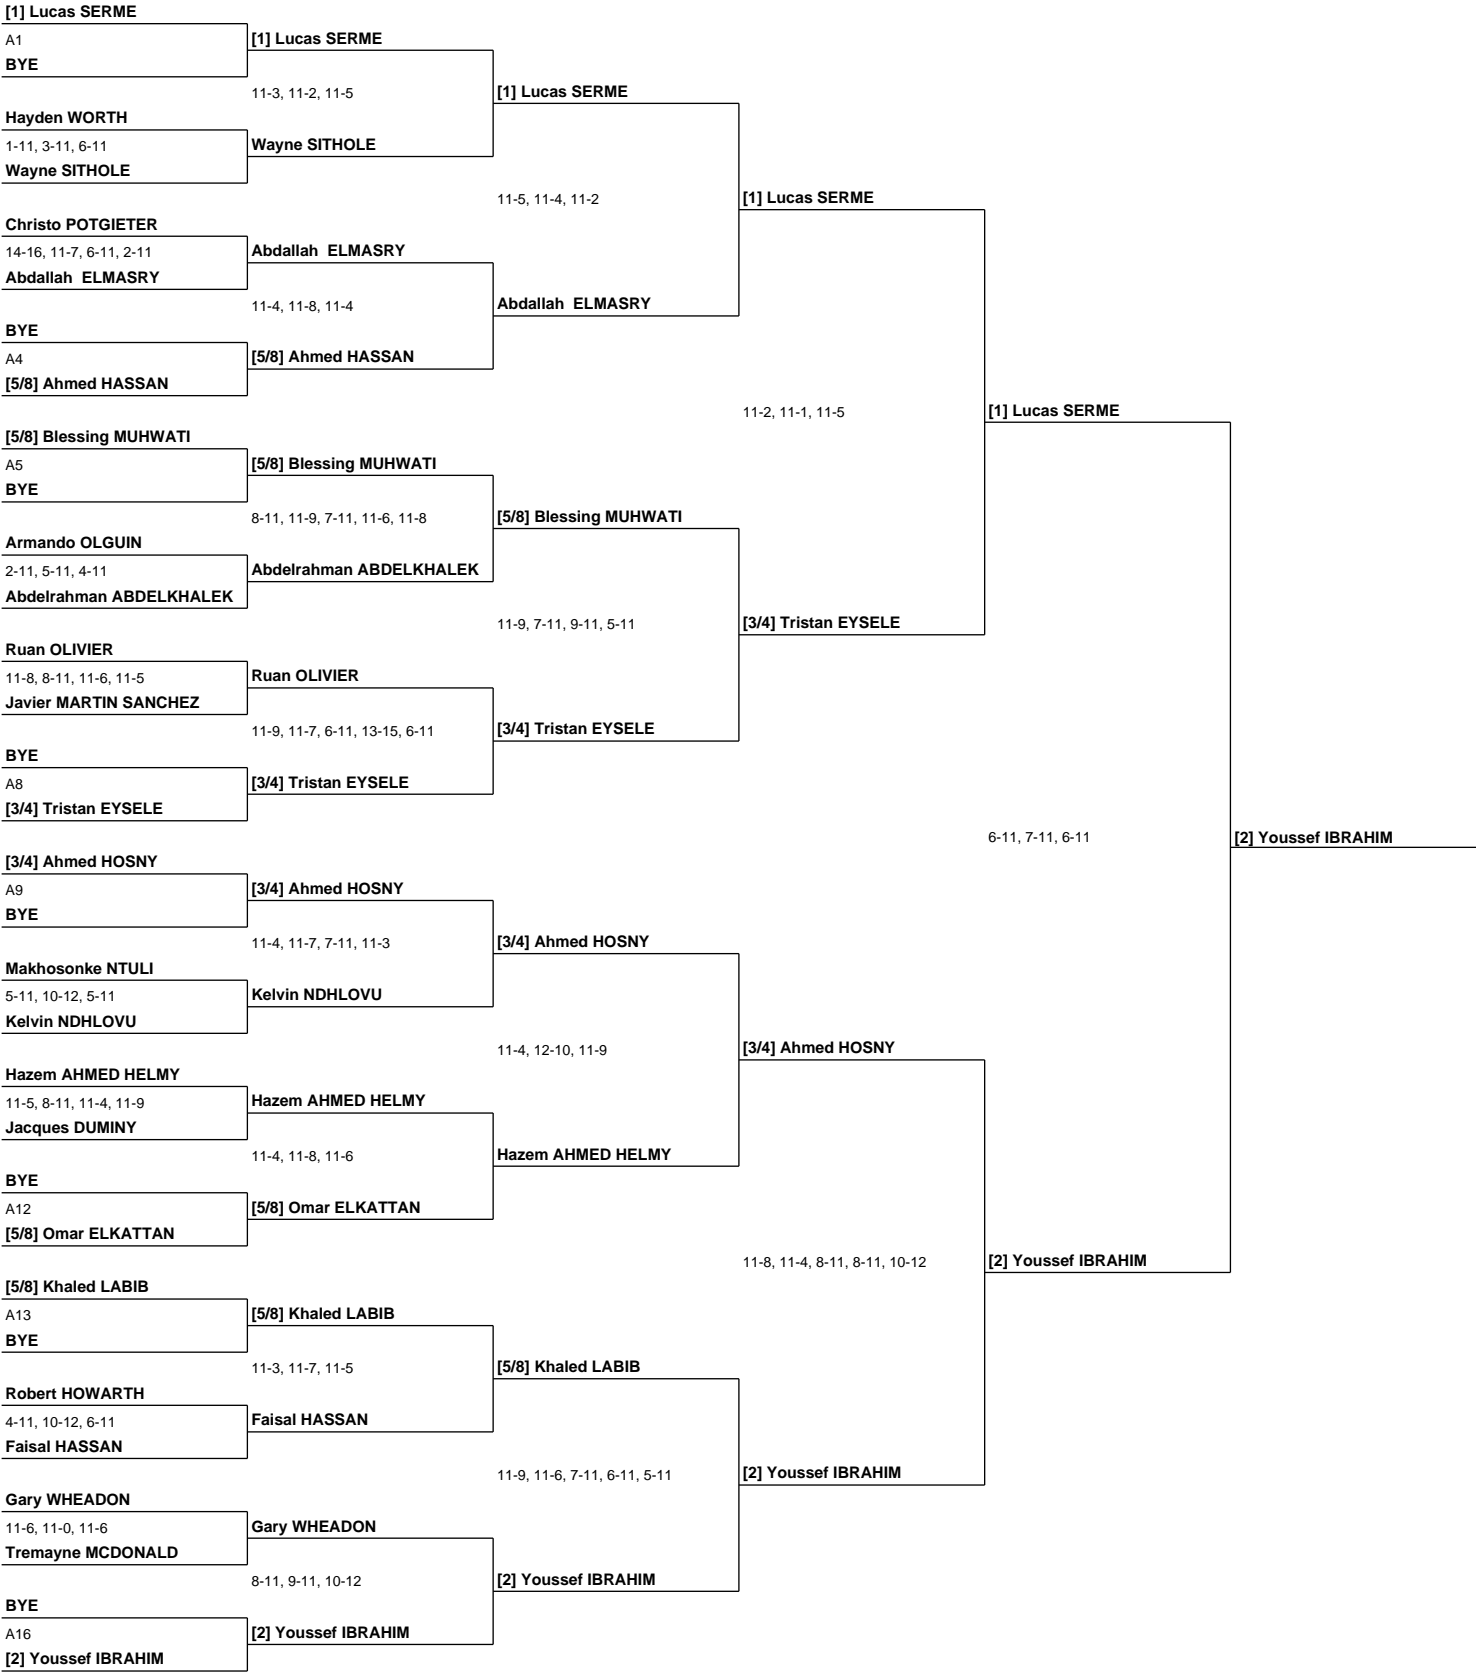 [1] Lucas SERME
A1
BYE
Hayden WORTH
1-11, 3-11, 6-11
Wayne SITHOLE
Christo POTGIETER
14-16, 11-7, 6-11, 2-11
Abdallah  ELMASRY
BYE
A4
[5/8] Ahmed HASSAN
[5/8] Blessing MUHWATI
A5
BYE
Armando OLGUIN
2-11, 5-11, 4-11
Abdelrahman ABDELKHALEK
Ruan OLIVIER
11-8, 8-11, 11-6, 11-5
Javier MARTIN SANCHEZ
BYE
A8
[3/4] Tristan EYSELE
[3/4] Ahmed HOSNY
A9
BYE
Makhosonke NTULI
5-11, 10-12, 5-11
Kelvin NDHLOVU
Hazem AHMED HELMY
11-5, 8-11, 11-4, 11-9
Jacques DUMINY
BYE
A12
[5/8] Omar ELKATTAN
[5/8] Khaled LABIB
A13
BYE
Robert HOWARTH
4-11, 10-12, 6-11
Faisal HASSAN
Gary WHEADON
11-6, 11-0, 11-6
Tremayne MCDONALD
BYE
A16
[2] Youssef IBRAHIM
[1] Lucas SERME
11-3, 11-2, 11-5
Wayne SITHOLE
Abdallah  ELMASRY
11-4, 11-8, 11-4
[5/8] Ahmed HASSAN
[5/8] Blessing MUHWATI
8-11, 11-9, 7-11, 11-6, 11-8
Abdelrahman ABDELKHALEK
Ruan OLIVIER
11-9, 11-7, 6-11, 13-15, 6-11
[3/4] Tristan EYSELE
[3/4] Ahmed HOSNY
11-4, 11-7, 7-11, 11-3
Kelvin NDHLOVU
Hazem AHMED HELMY
11-4, 11-8, 11-6
[5/8] Omar ELKATTAN
[5/8] Khaled LABIB
11-3, 11-7, 11-5
Faisal HASSAN
Gary WHEADON
8-11, 9-11, 10-12
[2] Youssef IBRAHIM
[1] Lucas SERME
11-5, 11-4, 11-2
Abdallah  ELMASRY
[5/8] Blessing MUHWATI
11-9, 7-11, 9-11, 5-11
[3/4] Tristan EYSELE
[3/4] Ahmed HOSNY
11-4, 12-10, 11-9
Hazem AHMED HELMY
[5/8] Khaled LABIB
11-9, 11-6, 7-11, 6-11, 5-11
[2] Youssef IBRAHIM
[1] Lucas SERME
11-2, 11-1, 11-5
[3/4] Tristan EYSELE
[3/4] Ahmed HOSNY
11-8, 11-4, 8-11, 8-11, 10-12
[2] Youssef IBRAHIM
[1] Lucas SERME
6-11, 7-11, 6-11
[2] Youssef IBRAHIM
[2] Youssef IBRAHIM